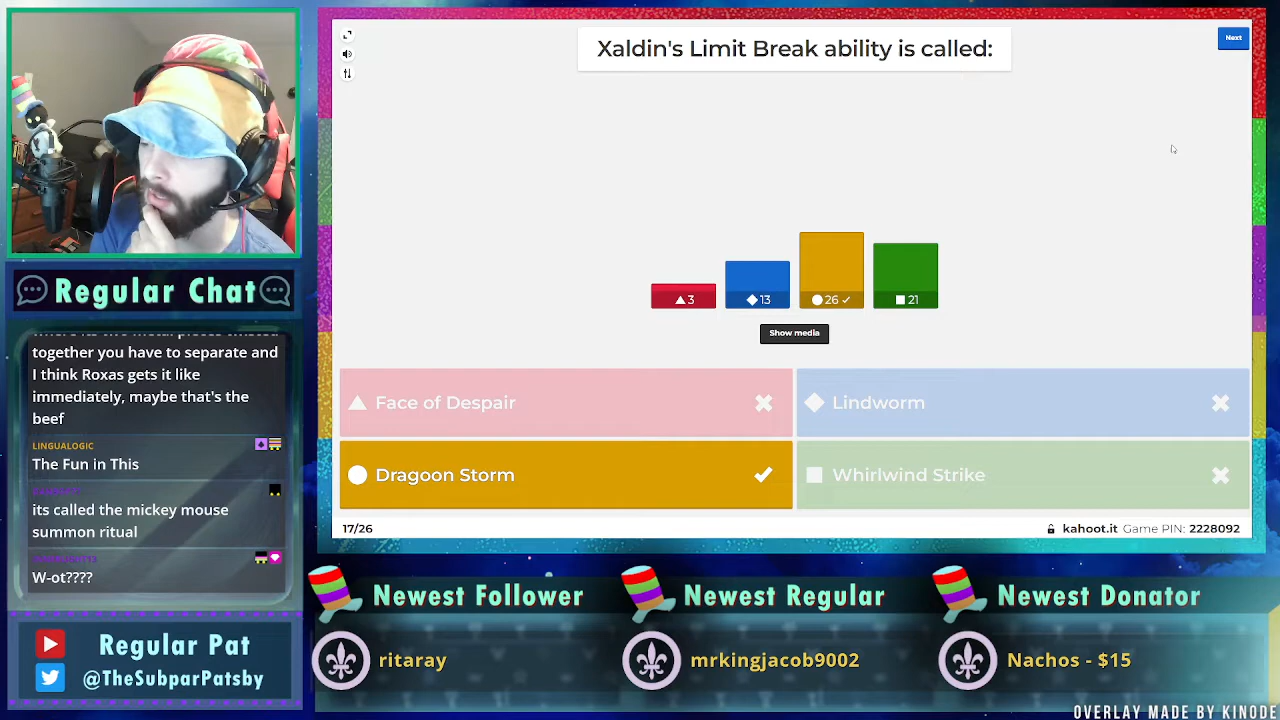 Xaldin's Limit Break ability is called:
Next
3
13
26
21
Show media
Face of Despair
Lindworm
Dragoon Storm
Whirlwind Strike
17/26
kahoot.it Game PIN: 2228092
Regular Chat
together you have to separate and
I think Roxas gets it like
immediately, maybe that's the
beef
LINGUALOGIC
The Fun in This
its called the mickey mouse
summon ritual
W-ot????
Regular Pat
@TheSubparPatsby
Newest Follower
ritaray
Newest Regular
mrkingjacob9002
Newest Donator
Nachos - $15
OVERLAY MADE BY KINODE